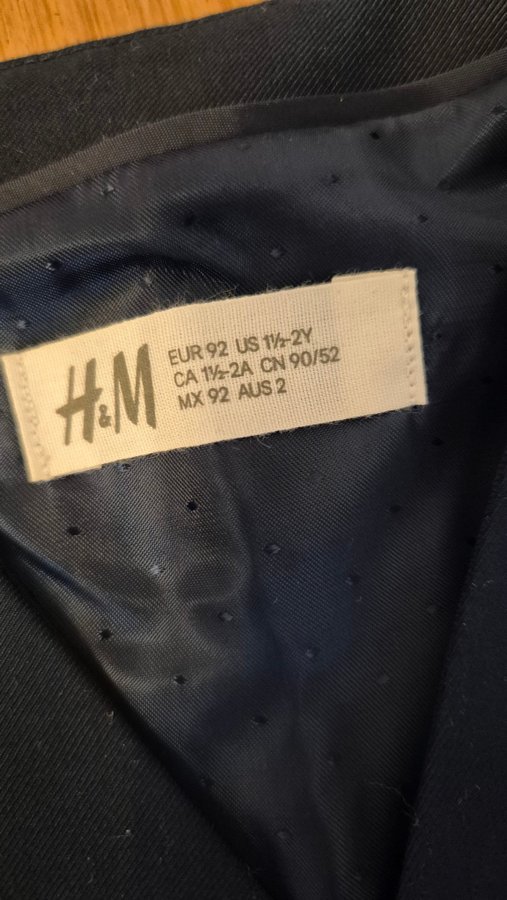 H&M
EUR 92 US 1½-2Y
CA 1½-2A CN 90/52
MX 92 AUS 2